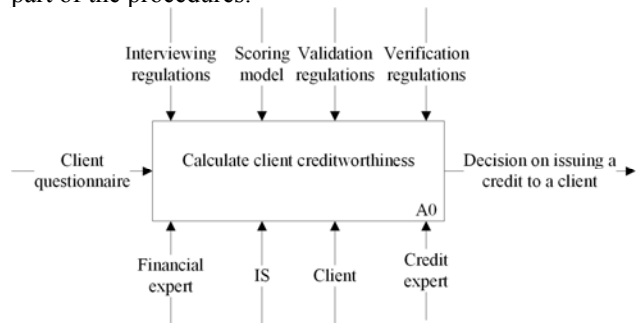 part of the procedures.
Interviewing regulations
Scoring model
Validation regulations
Verification regulations
Client questionnaire
Calculate client creditworthiness
Decision on issuing a credit to a client
A0
Financial expert
IS
Client
Credit expert